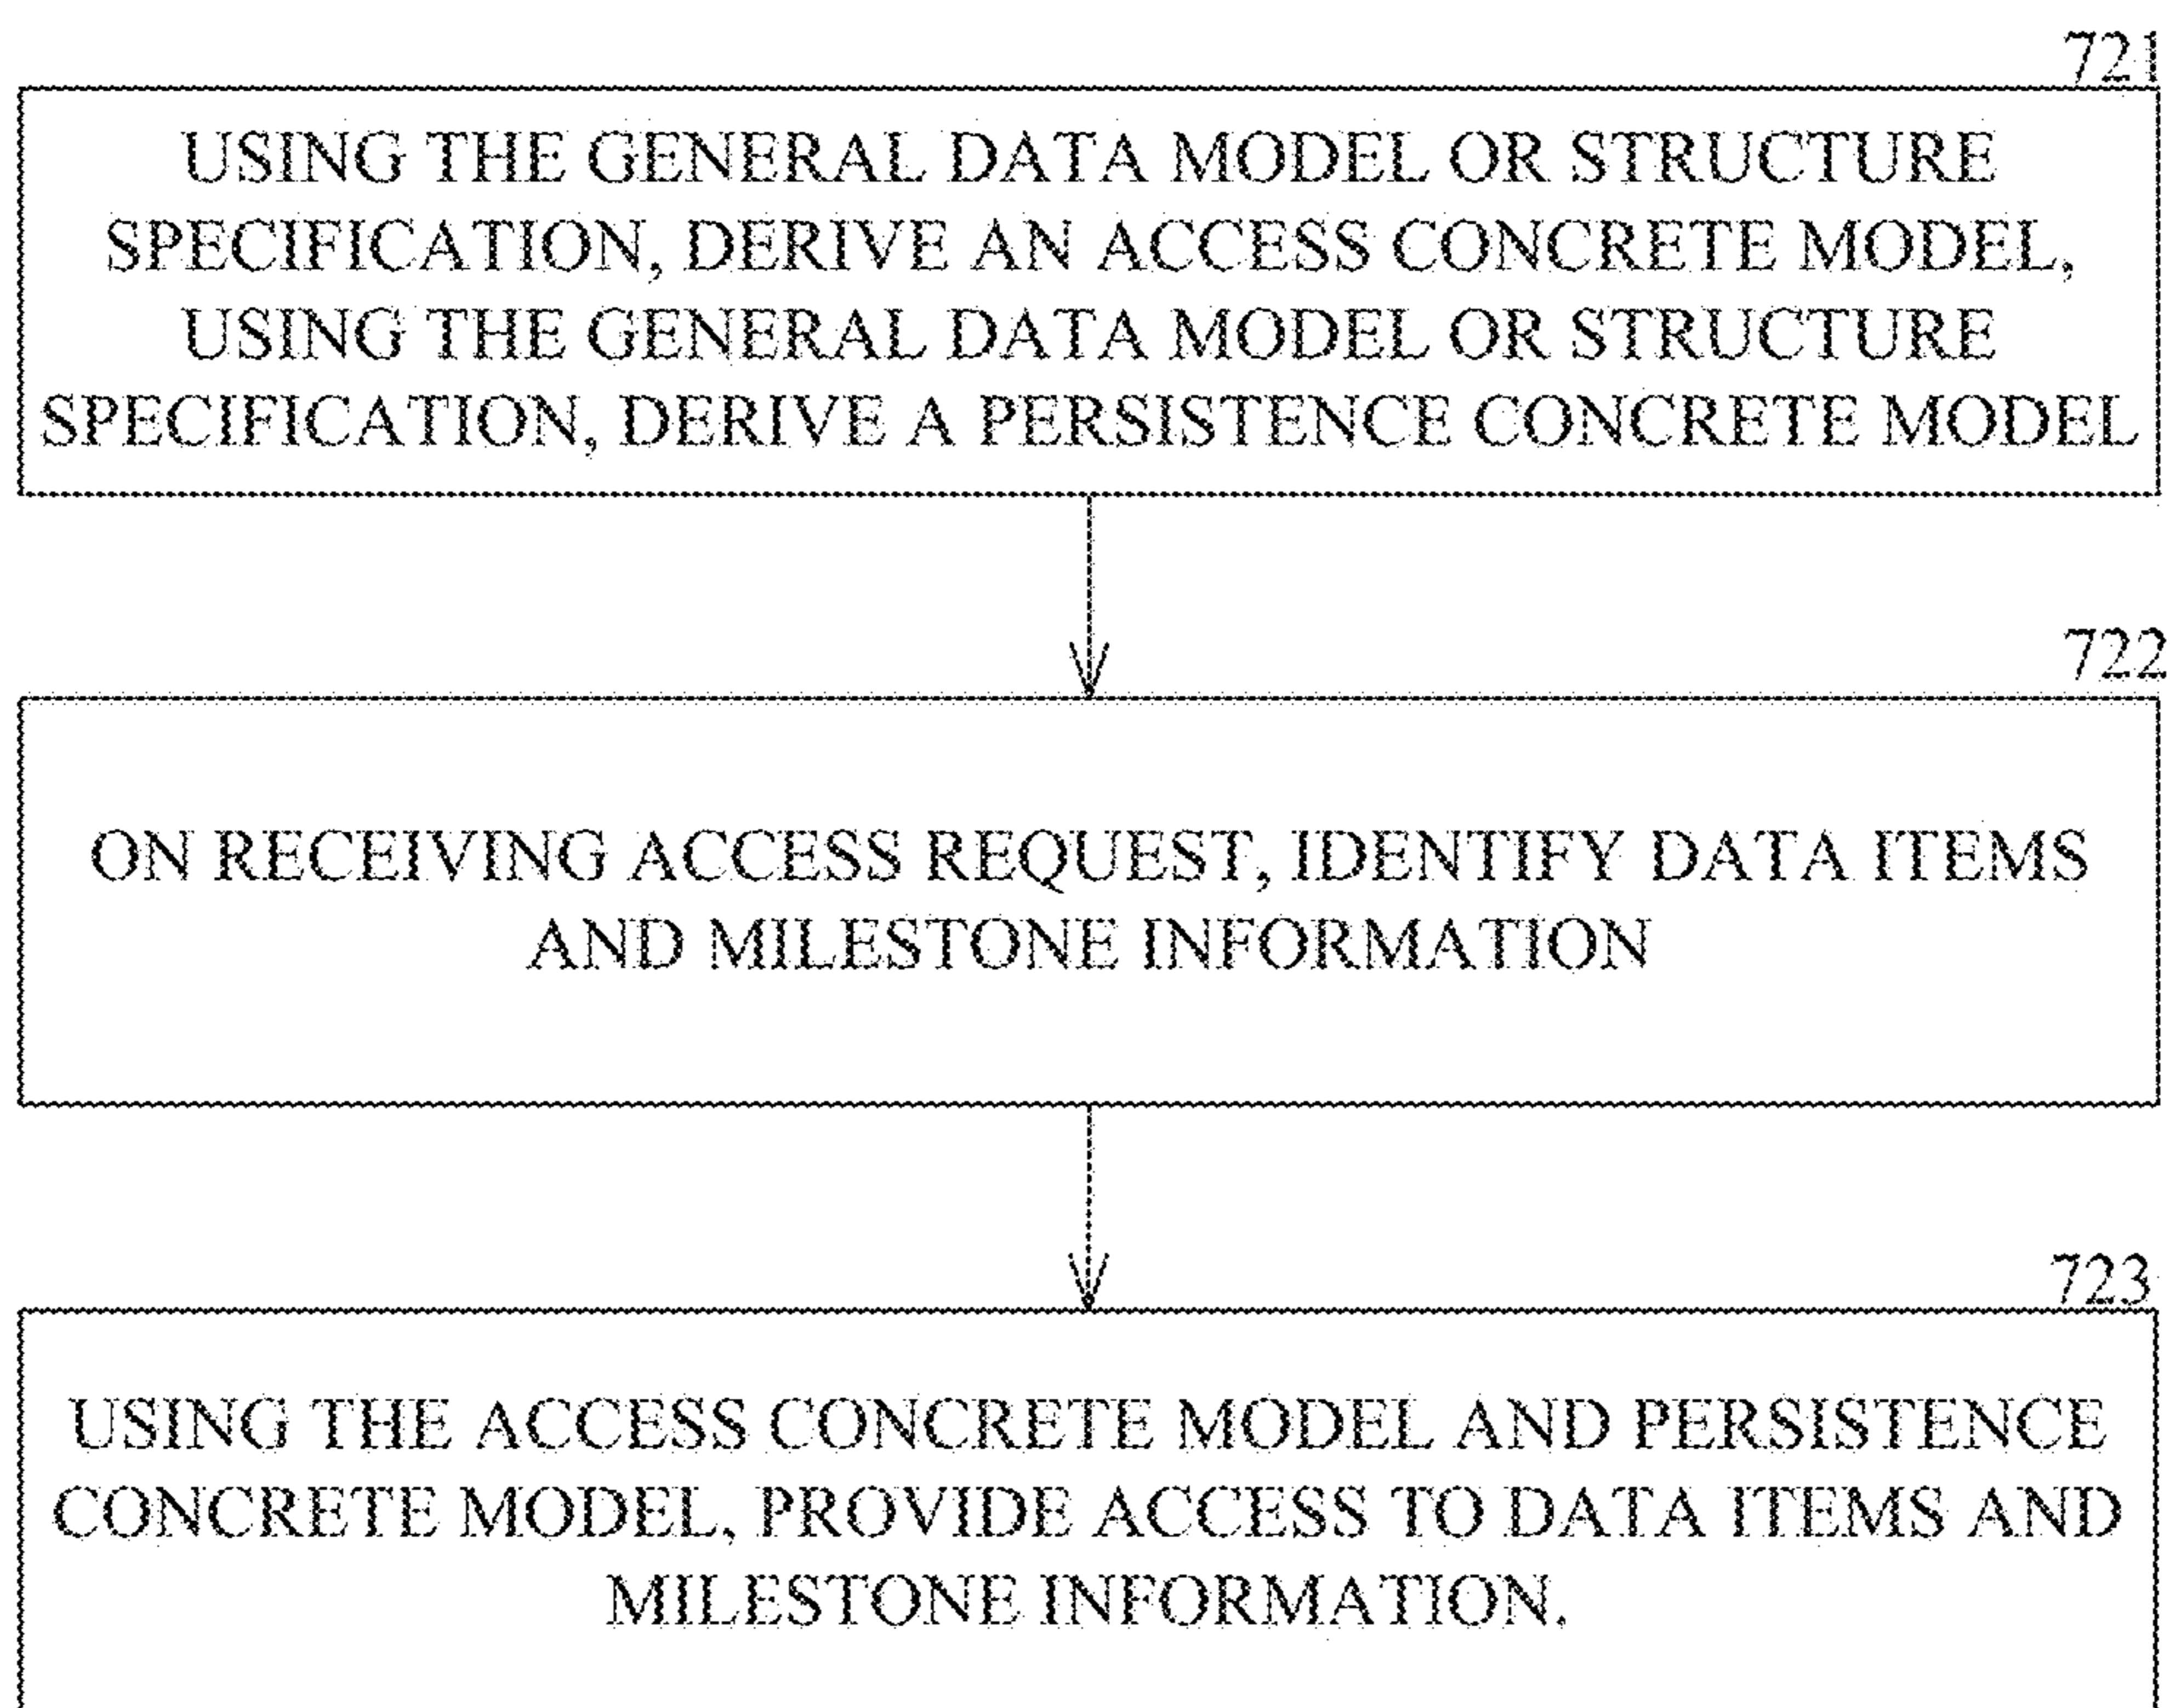 721
USING THE GENERAL DATA MODEL OR STRUCTURE
SPECIFICATION, DERIVE AN ACCESS CONCRETE MODEL,
USING THE GENERAL DATA MODEL OR STRUCTURE
SPECIFICATION, DERIVE A PERSISTENCE CONCRETE MODEL
722
ON RECEIVING ACCESS REQUEST, IDENTIFY DATA ITEMS
AND MILESTONE INFORMATION
723
USING THE ACCESS CONCRETE MODEL AND PERSISTENCE
CONCRETE MODEL, PROVIDE ACCESS TO DATA ITEMS AND
MILESTONE INFORMATION.